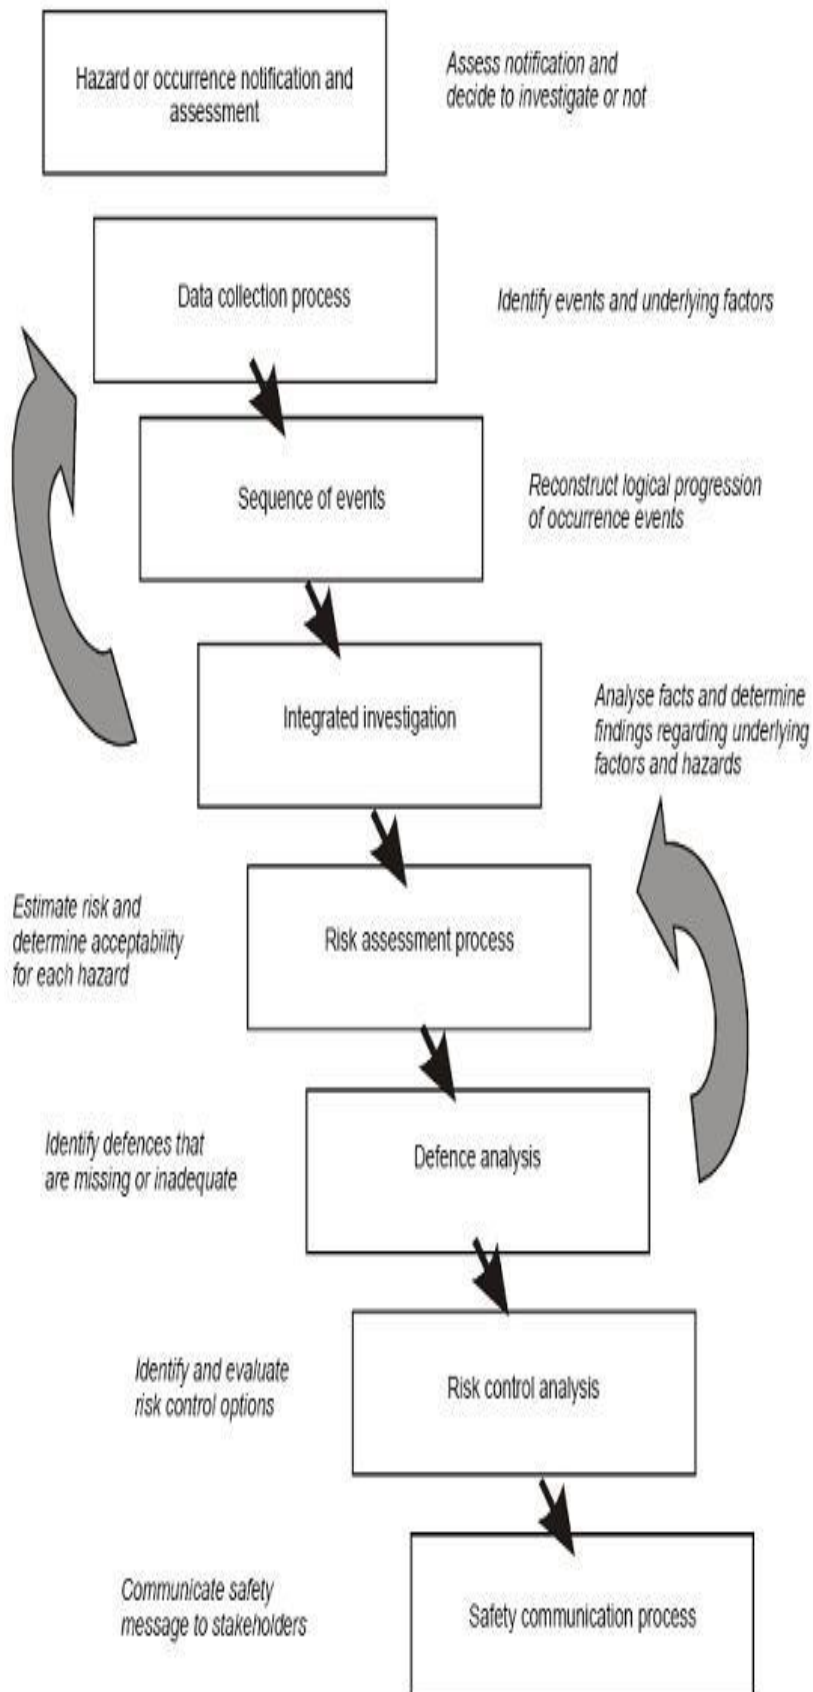 Hazard or occurrence notification and
assessment
Assess notification and
decide to investigate or not
Data collection process
Identify events and underlying factors
Sequence of events
Reconstruct logical progression
of occurrence events
Integrated investigation
Analyse facts and determine
findings regarding underlying
factors and hazards
Estimate risk and
determine acceptability
for each hazard
Risk assessment process
Identify defences that
are missing or inadequate
Defence analysis
Identify and evaluate
risk control options
Risk control analysis
Communicate safety
message to stakeholders
Safety communication process